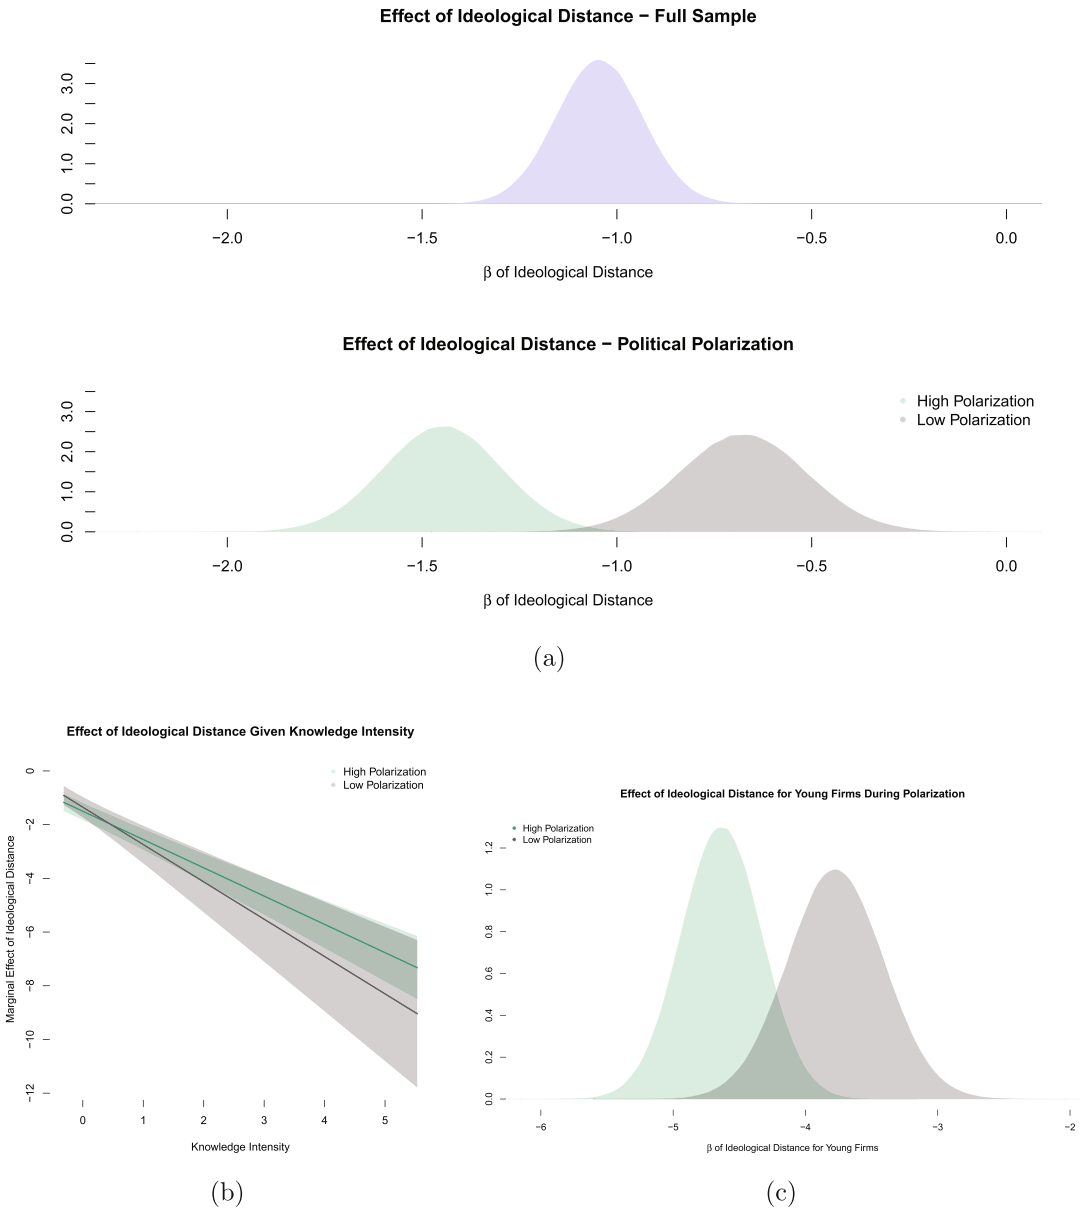 Effect of Ideological Distance − Full Sample
3.0
2.0
1.0
0.0
−2.0 −1.5 −1.0 −0.5 0.0
β of Ideological Distance
Effect of Ideological Distance − Political Polarization
High Polarization
Low Polarization
3.0
2.0
1.0
0.0
−2.0 −1.5 −1.0 −0.5 0.0
β of Ideological Distance
(a)
Effect of Ideological Distance Given Knowledge Intensity
High Polarization
Low Polarization
Marginal Effect of Ideological Distance
0
−2
−4
−6
−8
−10
−12
0 1 2 3 4 5
Knowledge Intensity
(b)
Effect of Ideological Distance for Young Firms During Polarization
High Polarization
Low Polarization
1.2
1.0
0.8
0.6
0.4
0.2
0.0
−6 −5 −4 −3 −2
β of Ideological Distance for Young Firms
(c)